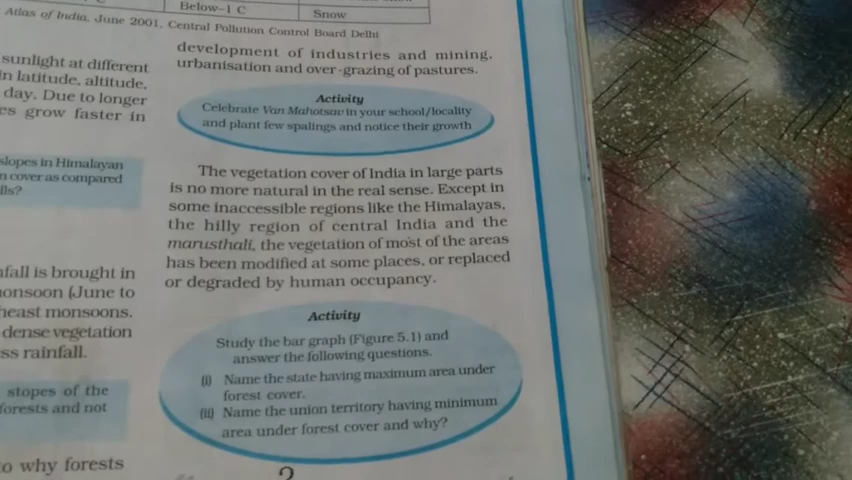 Below–1 C
Snow
Atlas of India, June 2001, Central Pollution Control Board Delhi
sunlight at different
in latitude, altitude,
day. Due to longer
grow faster in
slopes in Himalayan
cover as compared
is brought in
(June to
monsoons.
dense vegetation
rainfall.
stopes of the
forests and not
why forests
development of industries and mining,
urbanisation and over-grazing of pastures.
Activity
Celebrate Van Mahotsav in your school/locality
and plant few spalings and notice their growth
The vegetation cover of India in large parts
is no more natural in the real sense. Except in
some inaccessible regions like the Himalayas,
the hilly region of central India and the
marusthali, the vegetation of most of the areas
has been modified at some places, or replaced
or degraded by human occupancy.
Activity
Study the bar graph (Figure 5.1) and
answer the following questions.
(i) Name the state having maximum area under
forest cover.
(ii) Name the union territory having minimum
area under forest cover and why?